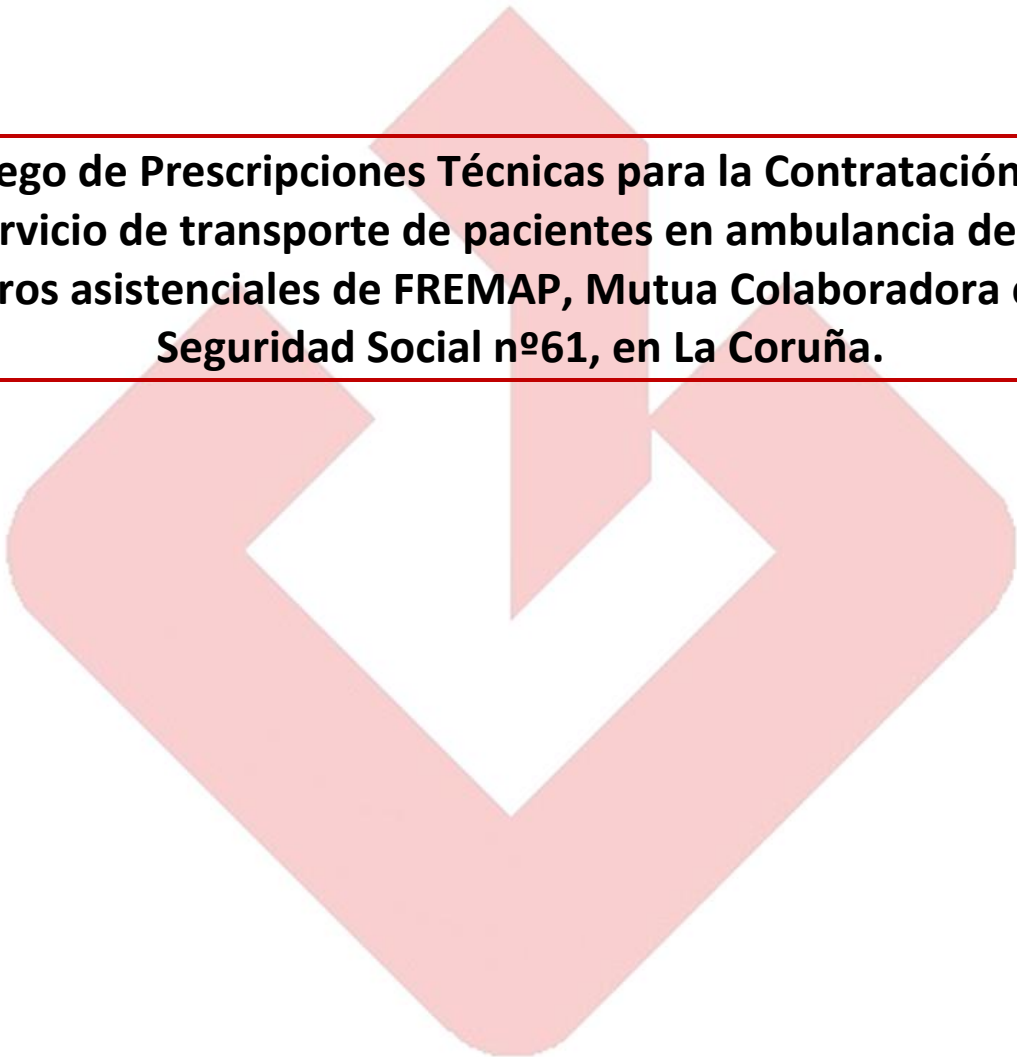 ego de Prescripciones Técnicas para la Contratación
rvicio de transporte de pacientes en ambulancia de
ros asistenciales de FREMAP, Mutua Colaboradora
Seguridad Social nº61, en La Coruña.